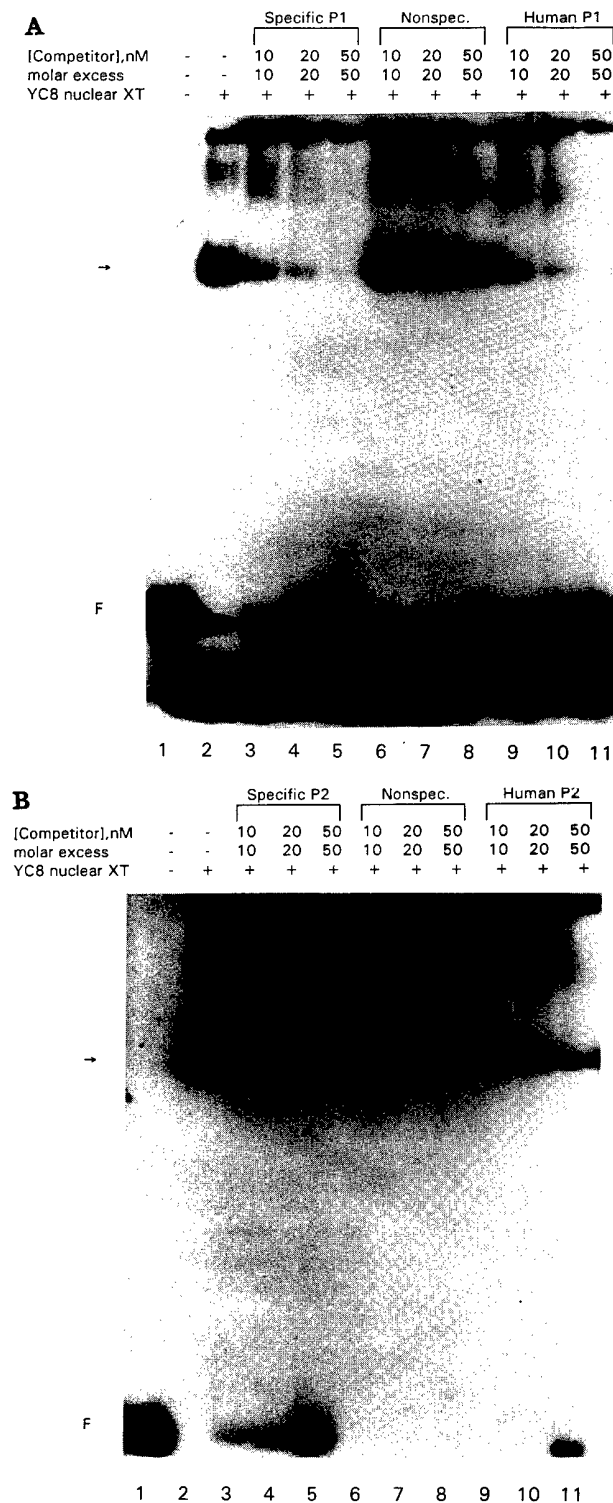 A
Specific P1 Nonspec. Human P1
[Competitor],nM - - 10 20 50 10 20 50 10 20 50
molar excess - - 10 20 50 10 20 50 10 20 50
YC8 nuclear XT - + + + + + + + + + +
→
F
1 2 3 4 5 6 7 8 9 10 11
B
Specific P2 Nonspec. Human P2
[Competitor],nM - - 10 20 50 10 20 50 10 20 50
molar excess - - 10 20 50 10 20 50 10 20 50
YC8 nuclear XT - + + + + + + + + + +
→
F
1 2 3 4 5 6 7 8 9 10 11